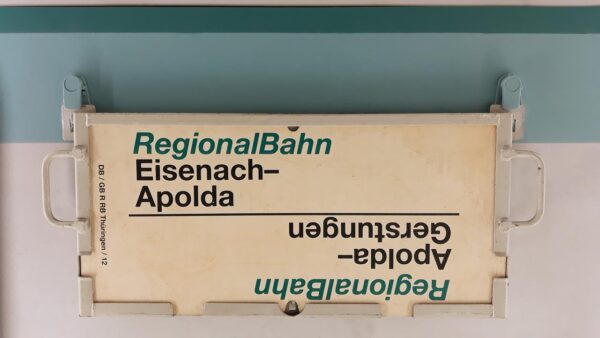 RegionalBahn
Eisenach–
Apolda
RegionalBahn
Apolda–
Gerstungen
DB / GB R RB Thüringen / 12